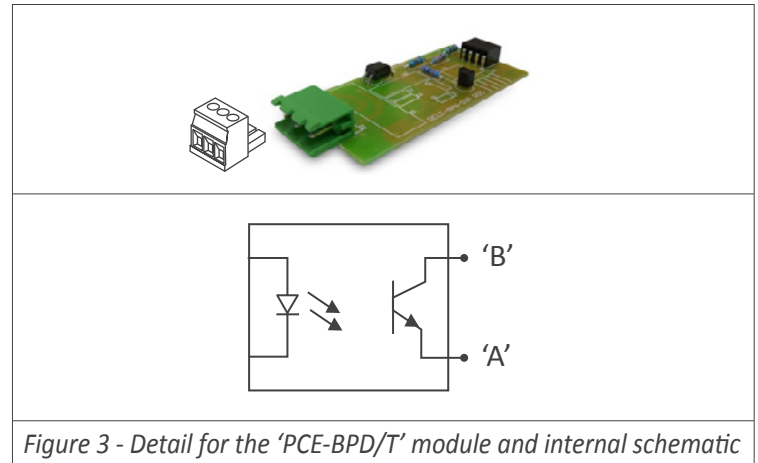 ‘B’
‘A’
Figure 3 - Detail for the ‘PCE-BPD/T’ module and internal schematic